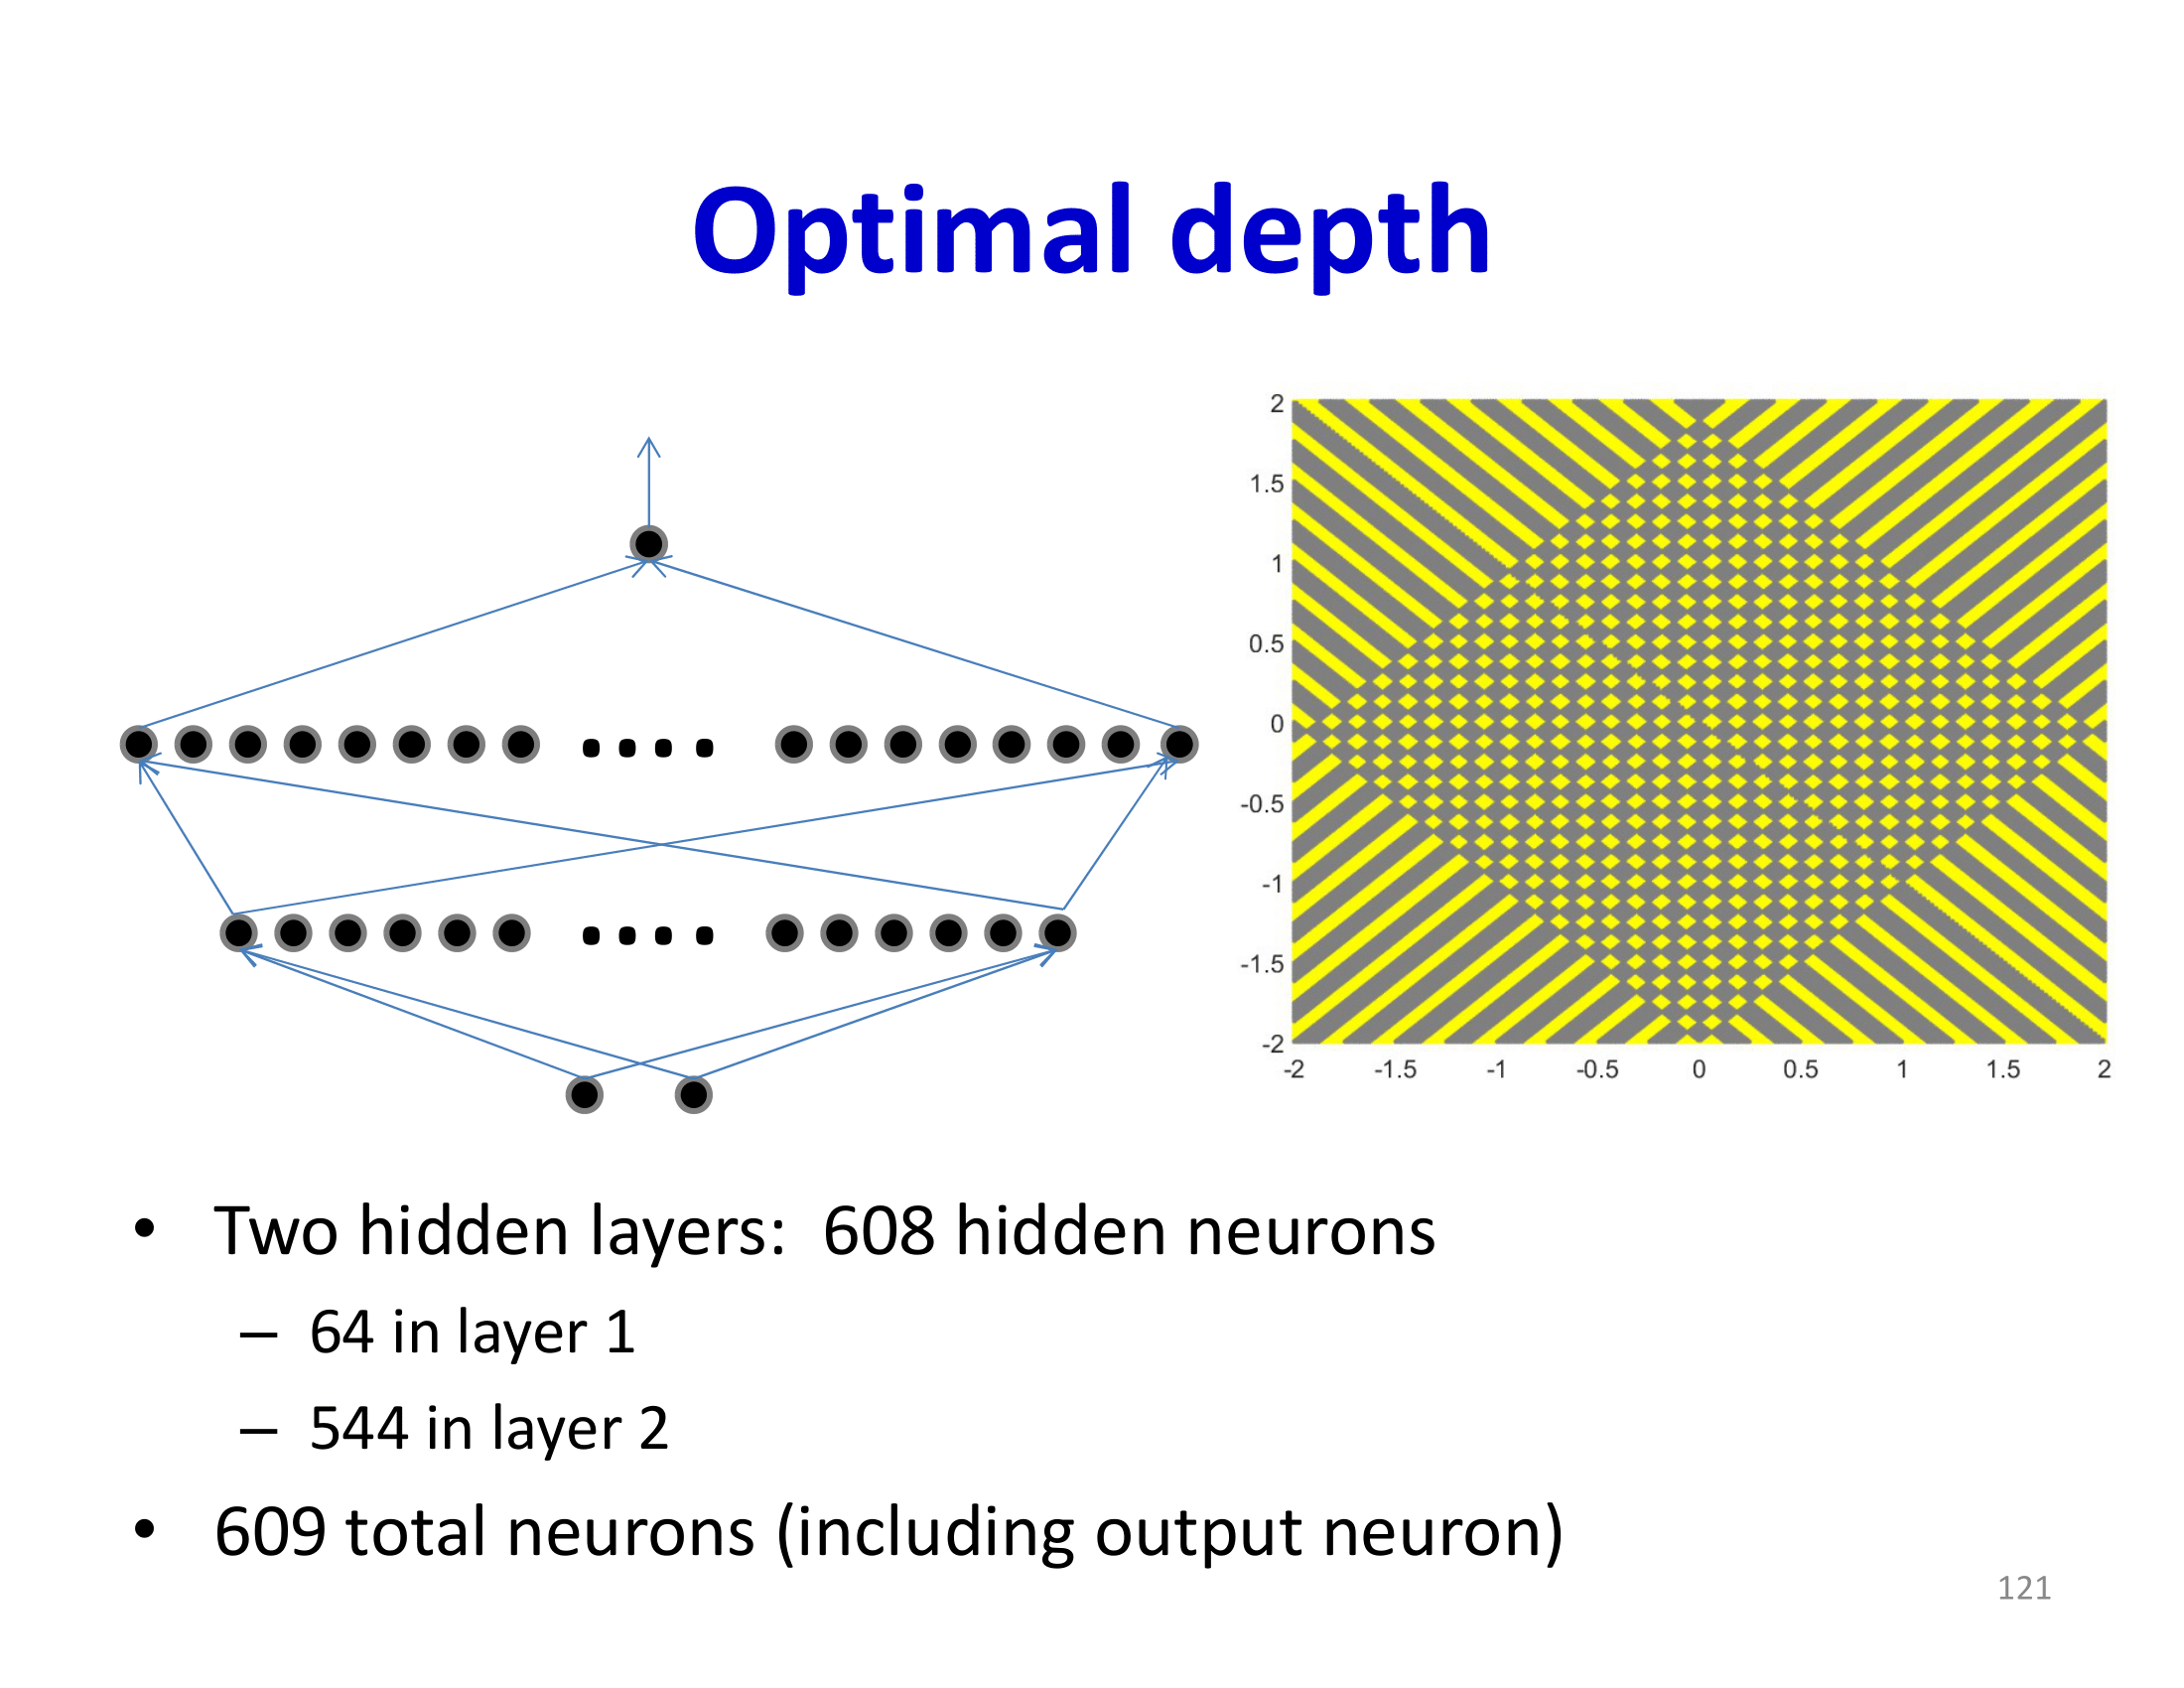 Optimal depth
2
1.5
1
0.5
0
-0.5
-1
-1.5
-2
-2 -1.5 -1 -0.5 0 0.5 1 1.5 2
• Two hidden layers: 608 hidden neurons
– 64 in layer 1
– 544 in layer 2
• 609 total neurons (including output neuron)
121